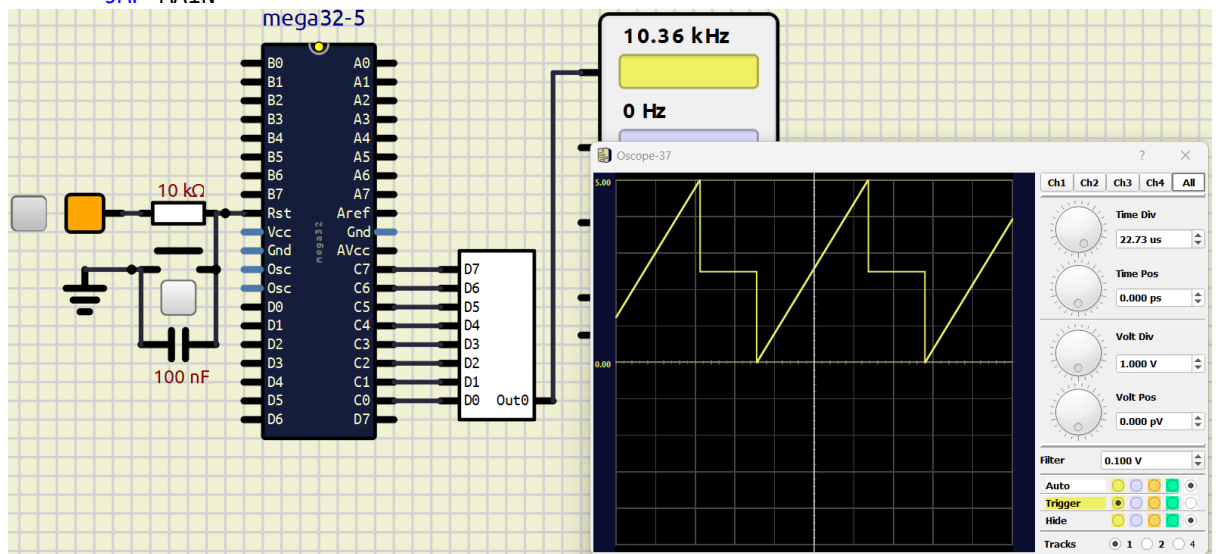 JMP MAIN
mega32-5
B0 A0
B1 A1
B2 A2
B3 A3
B4 A4
B5 A5
B6 A6
B7 A7
Rst Aref
Vcc Gnd
Gnd AVcc
Osc C7
Osc C6
D0 C5
D1 C4
D2 C3
D3 C2
D4 C1
D5 C0
D6 D7
mega32
10 kΩ
100 nF
D7
D6
D5
D4
D3
D2
D1
D0 Out0
10.36 kHz
0 Hz
Oscope-37
? ×
5.00
0.00
Ch1 Ch2 Ch3 Ch4 All
Time Div
22.73 us
Time Pos
0.000 ps
Volt Div
1.000 V
Volt Pos
0.000 pV
Filter 0.100 V
Auto
Trigger
Hide
Tracks 1 2 4